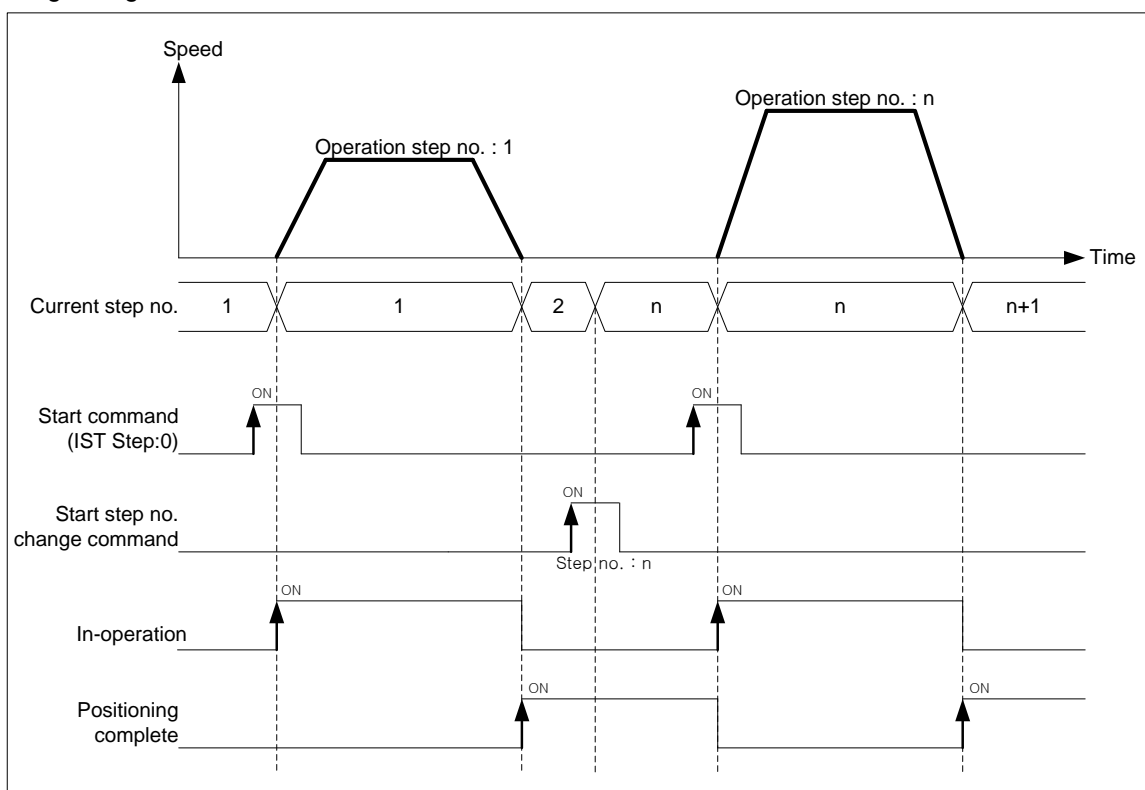 Speed
Operation step no. : n
Operation step no. : 1
Time
Current step no. 1 1 2 n n n+1
ON ON
Start command
(IST Step:0)
ON
Start step no.
change command
Step no. : n
ON ON
In-operation
ON ON
Positioning
complete